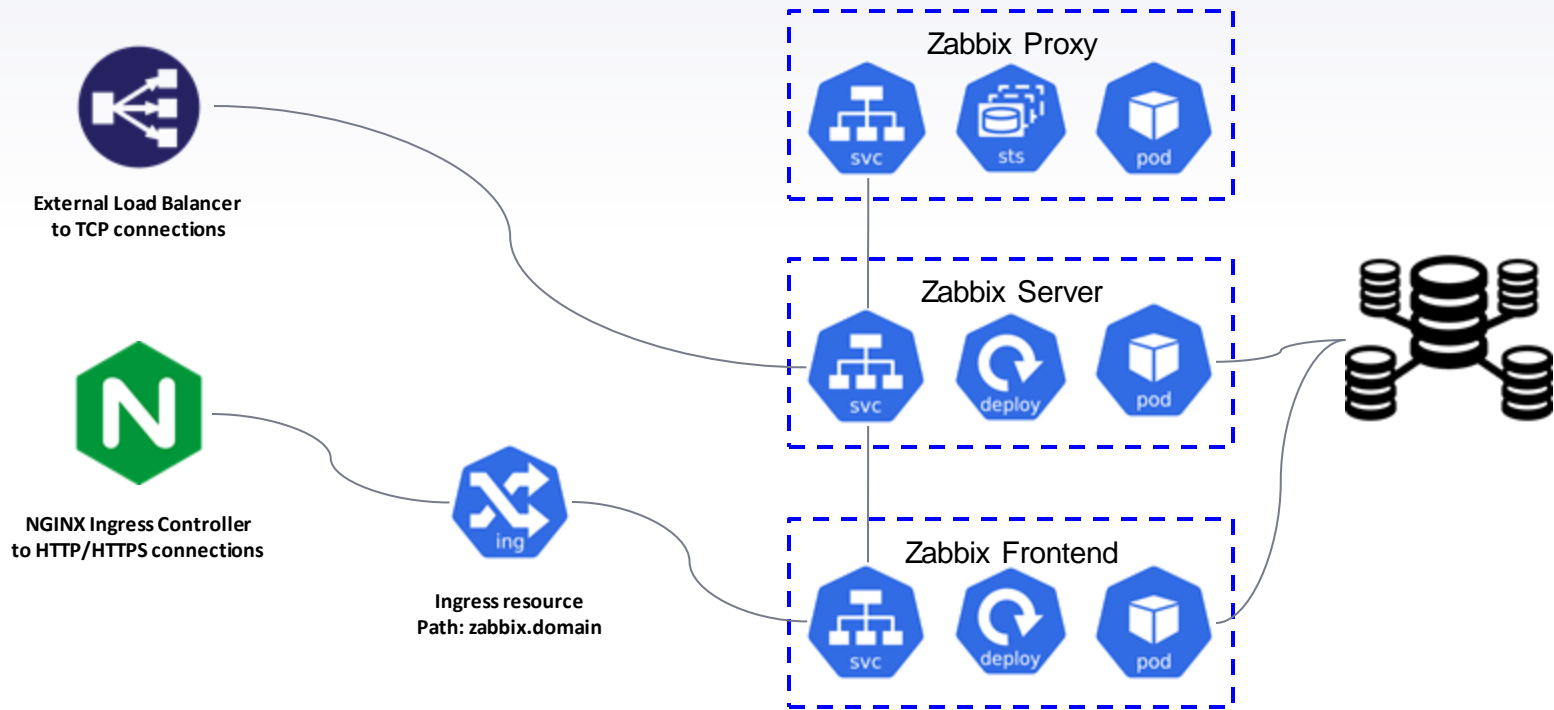 Zabbix Proxy
svc
sts
pod
External Load Balancer
to TCP connections
Zabbix Server
svc
deploy
pod
N
NGINX Ingress Controller
to HTTP/HTTPS connections
ing
Ingress resource
Path: zabbix.domain
Zabbix Frontend
svc
deploy
pod